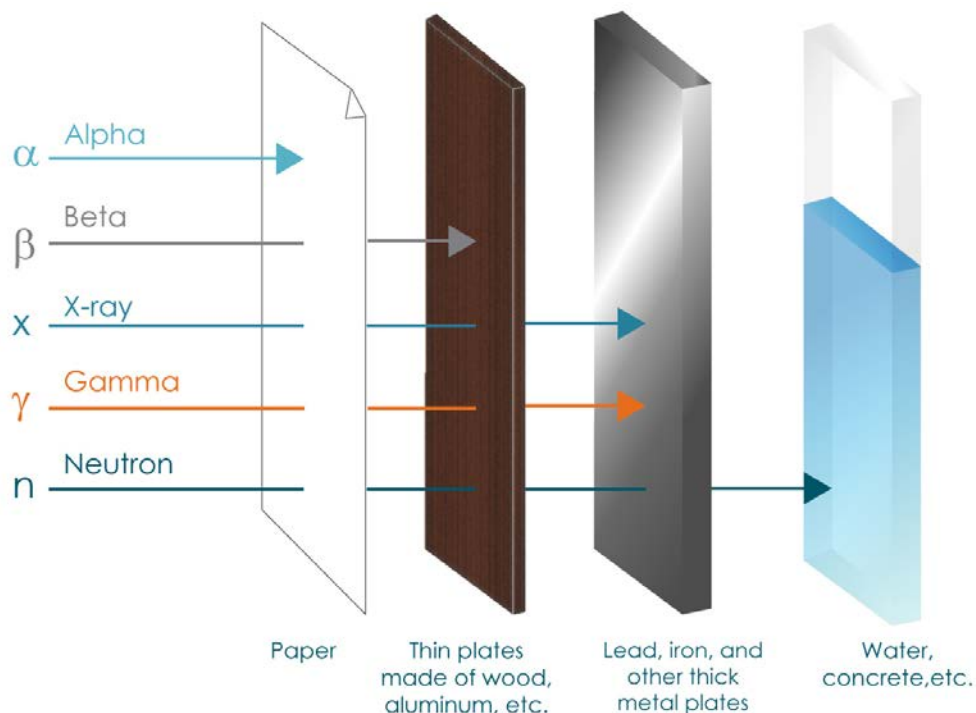 α Alpha
β Beta
x X-ray
γ Gamma
n Neutron
Paper
Thin plates
made of wood,
aluminum, etc.
Lead, iron, and
other thick
metal plates
Water,
concrete,etc.